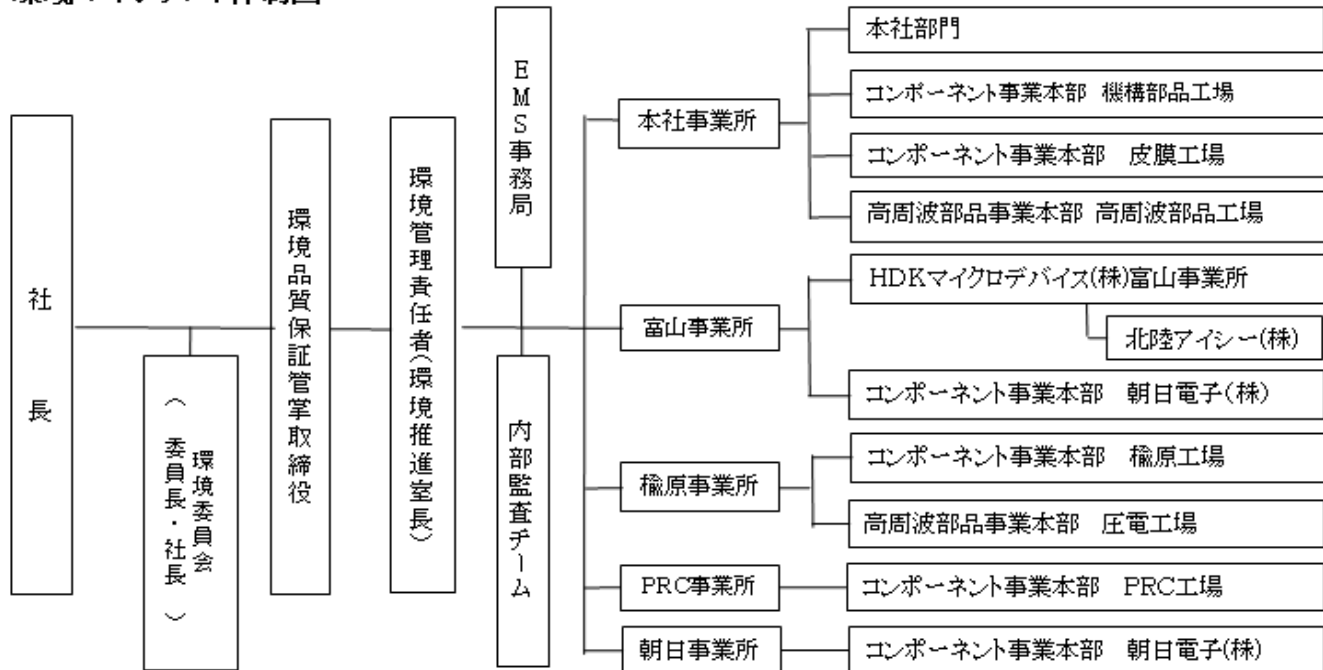 社長
環境委員会
（委員長・社長）
環境品質保証管掌取締役
環境管理責任者（環境推進室長）
EMS事務局
内部監査チーム
本社事業所
本社部門
コンポーネント事業本部 機構部品工場
コンポーネント事業本部 皮膜工場
高周波部品事業本部 高周波部品工場
富山事業所
HDKマイクロデバイス(株)富山事業所
北陸アイシー(株)
コンポーネント事業本部 朝日電子(株)
楡原事業所
コンポーネント事業本部 楡原工場
高周波部品事業本部 圧電工場
PRC事業所
コンポーネント事業本部 PRC工場
朝日事業所
コンポーネント事業本部 朝日電子(株)